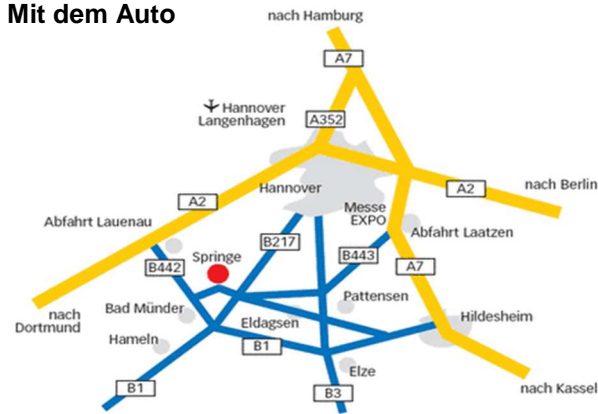 Mit dem Auto
nach Hamburg
A7
Hannover
Langenhagen
A352
A2
Hannover
A2
nach Berlin
Messe
EXPO
Abfahrt Lauenau
Abfahrt Laatzen
B217
B443
Springe
B442
A7
Pattensen
Bad Münder
nach
Dortmund
Eldagsen
Hildesheim
Hameln
B1
Elze
B1
B3
nach Kassel